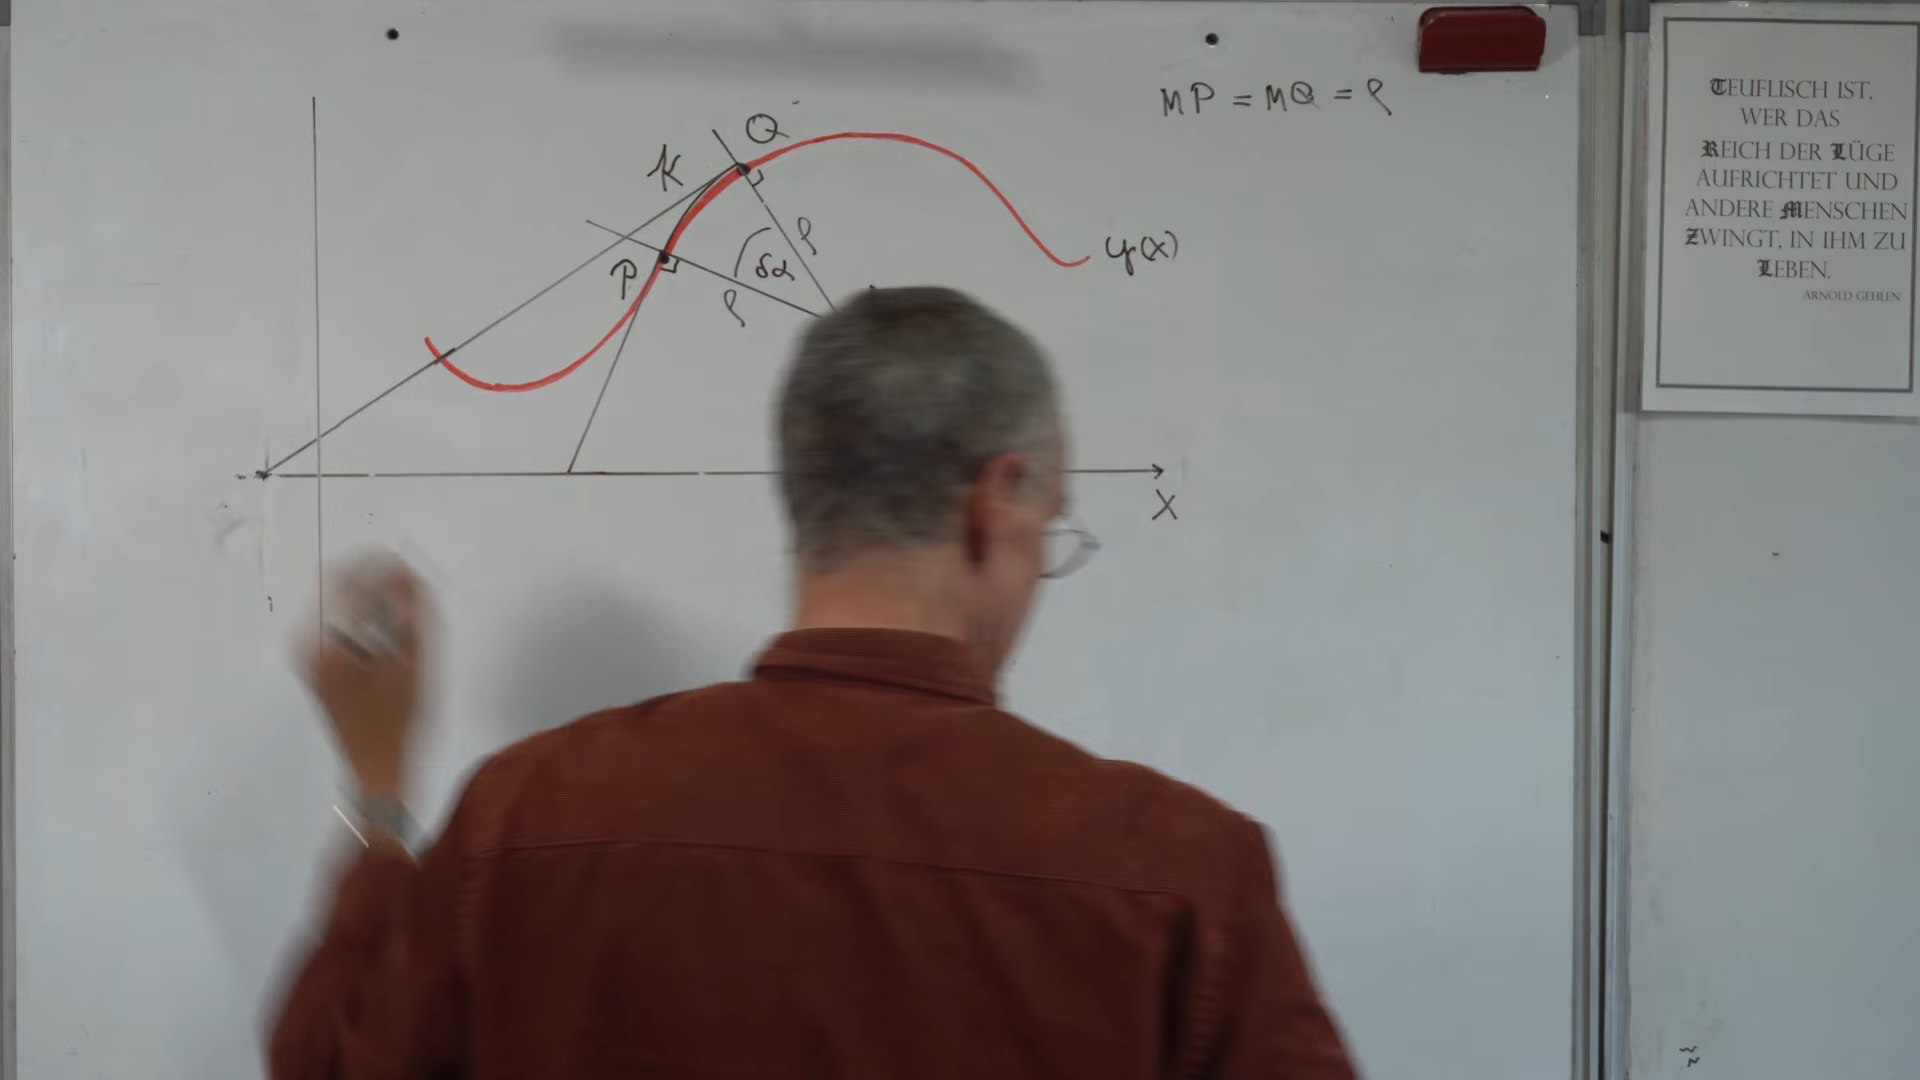 MP = MQ = ρ
Q
K
ρ
δα
P
ρ
y(x)
X
TEUFLISCH IST,
WER DAS
REICH DER LÜGE
AUFRICHTET UND
ANDERE MENSCHEN
ZWINGT, IN IHM ZU
LEBEN.
ARNOLD GEHLEN